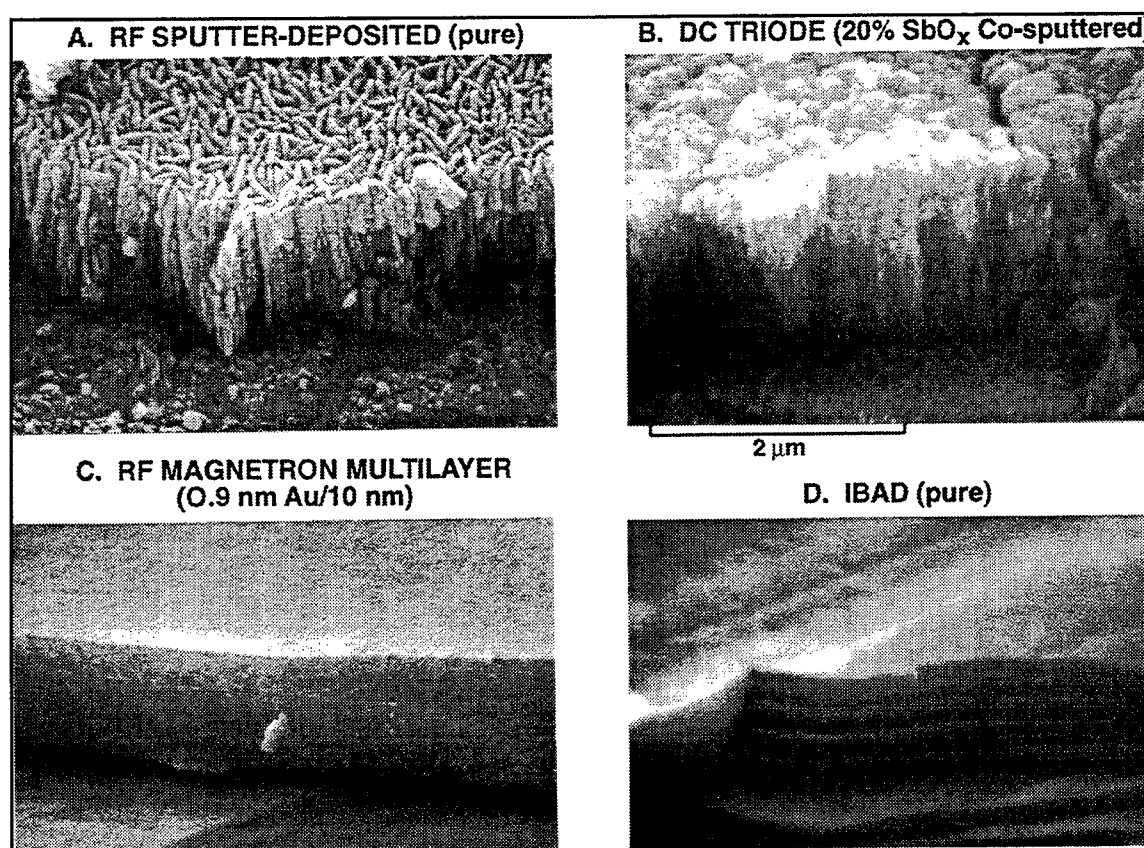 A. RF SPUTTER-DEPOSITED (pure)
B. DC TRIODE (20% SbOx Co-sputtered)
2 μm
C. RF MAGNETRON MULTILAYER
(0.9 nm Au/10 nm)
D. IBAD (pure)